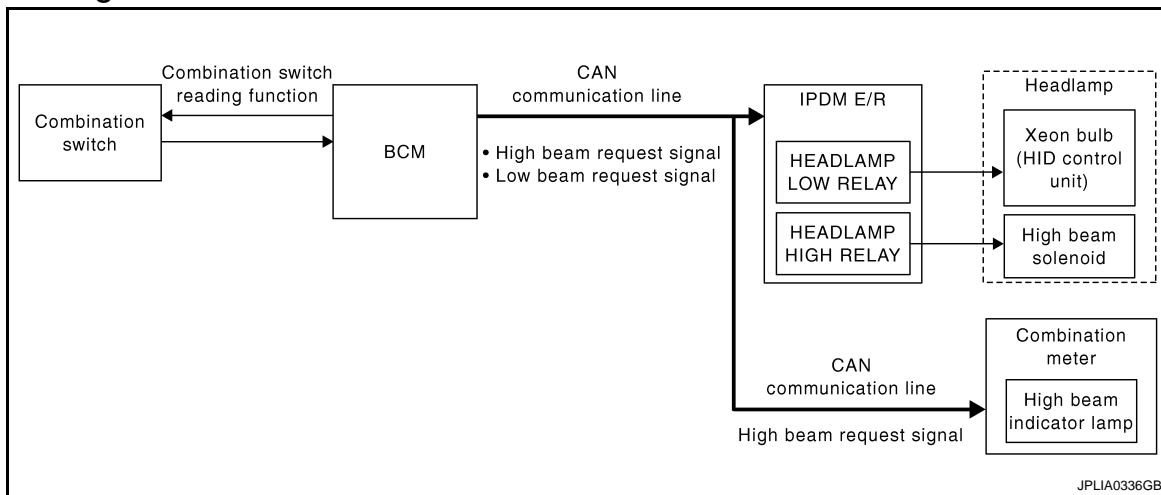 Combination switch
reading function
CAN
communication line
Combination
switch
BCM
• High beam request signal
• Low beam request signal
IPDM E/R
HEADLAMP
LOW RELAY
HEADLAMP
HIGH RELAY
Headlamp
Xeon bulb
(HID control
unit)
High beam
solenoid
CAN
communication line
High beam request signal
Combination
meter
High beam
indicator lamp
JPLIA0336GB